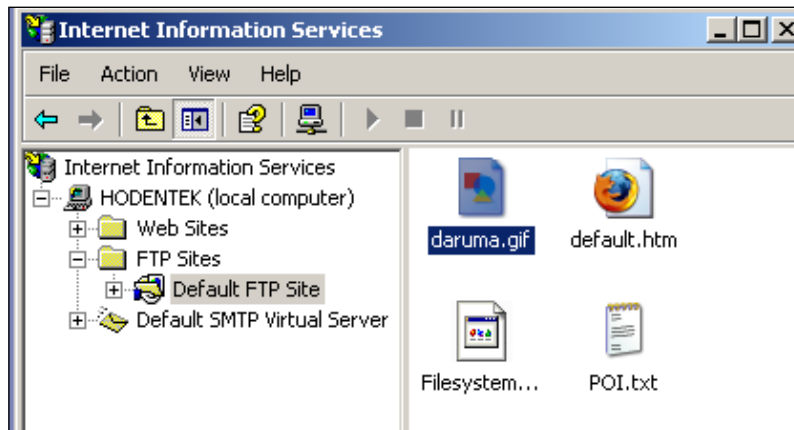 Internet Information Services
File Action View Help
Internet Information Services
HODENTEK (local computer)
Web Sites
FTP Sites
Default FTP Site
Default SMTP Virtual Server
daruma.gif default.htm
Filesystem... POI.txt